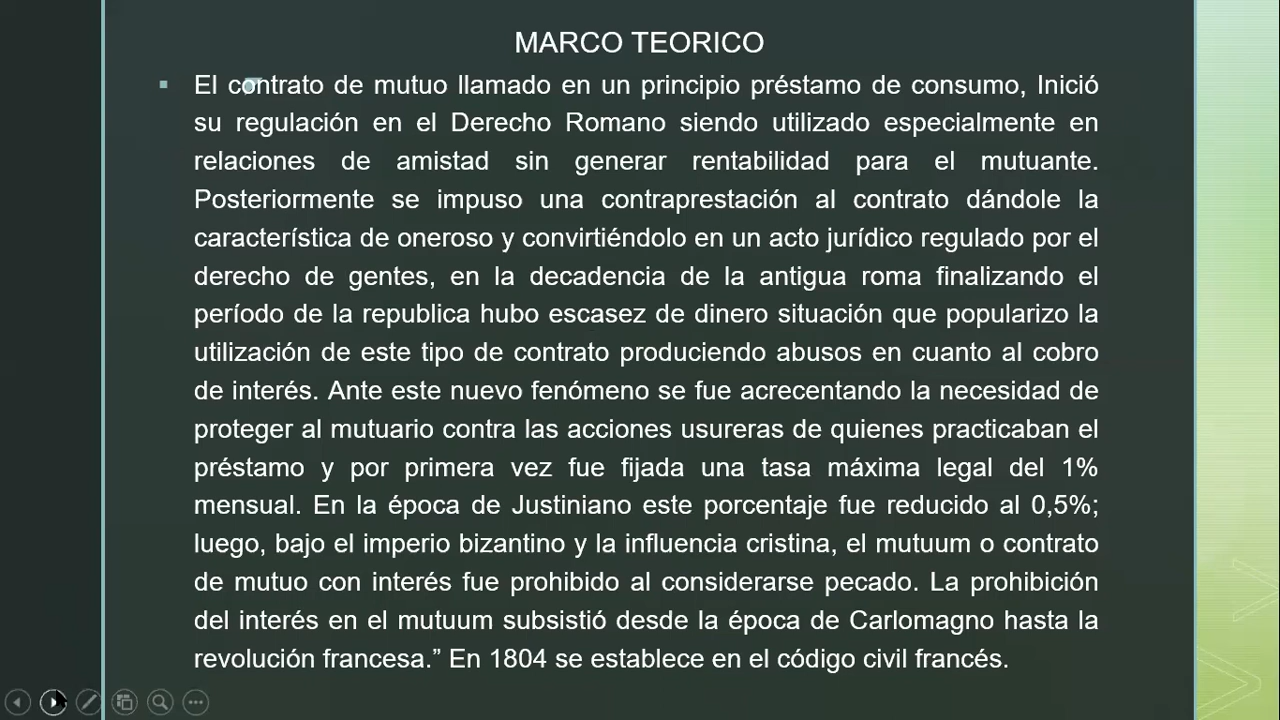 MARCO TEORICO
El contrato de mutuo llamado en un principio préstamo de consumo, Inició
su regulación en el Derecho Romano siendo utilizado especialmente en
relaciones de amistad sin generar rentabilidad para el mutuante.
Posteriormente se impuso una contraprestación al contrato dándole la
característica de oneroso y convirtiéndolo en un acto jurídico regulado por el
derecho de gentes, en la decadencia de la antigua roma finalizando el
período de la republica hubo escasez de dinero situación que popularizo la
utilización de este tipo de contrato produciendo abusos en cuanto al cobro
de interés. Ante este nuevo fenómeno se fue acrecentando la necesidad de
proteger al mutuario contra las acciones usureras de quienes practicaban el
préstamo y por primera vez fue fijada una tasa máxima legal del 1%
mensual. En la época de Justiniano este porcentaje fue reducido al 0,5%;
luego, bajo el imperio bizantino y la influencia cristina, el mutuum o contrato
de mutuo con interés fue prohibido al considerarse pecado. La prohibición
del interés en el mutuum subsistió desde la época de Carlomagno hasta la
revolución francesa.” En 1804 se establece en el código civil francés.